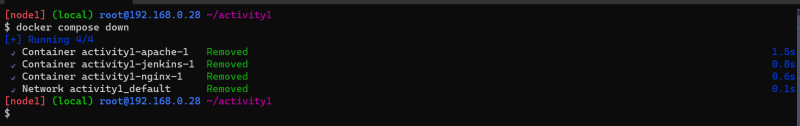 [node1] (local) root@192.168.0.28 ~/activity1
$ docker compose down
[+] Running 4/4
✓ Container activity1-apache-1 Removed 1.5s
✓ Container activity1-jenkins-1 Removed 0.8s
✓ Container activity1-nginx-1 Removed 0.6s
✓ Network activity1_default Removed 0.1s
[node1] (local) root@192.168.0.28 ~/activity1
$